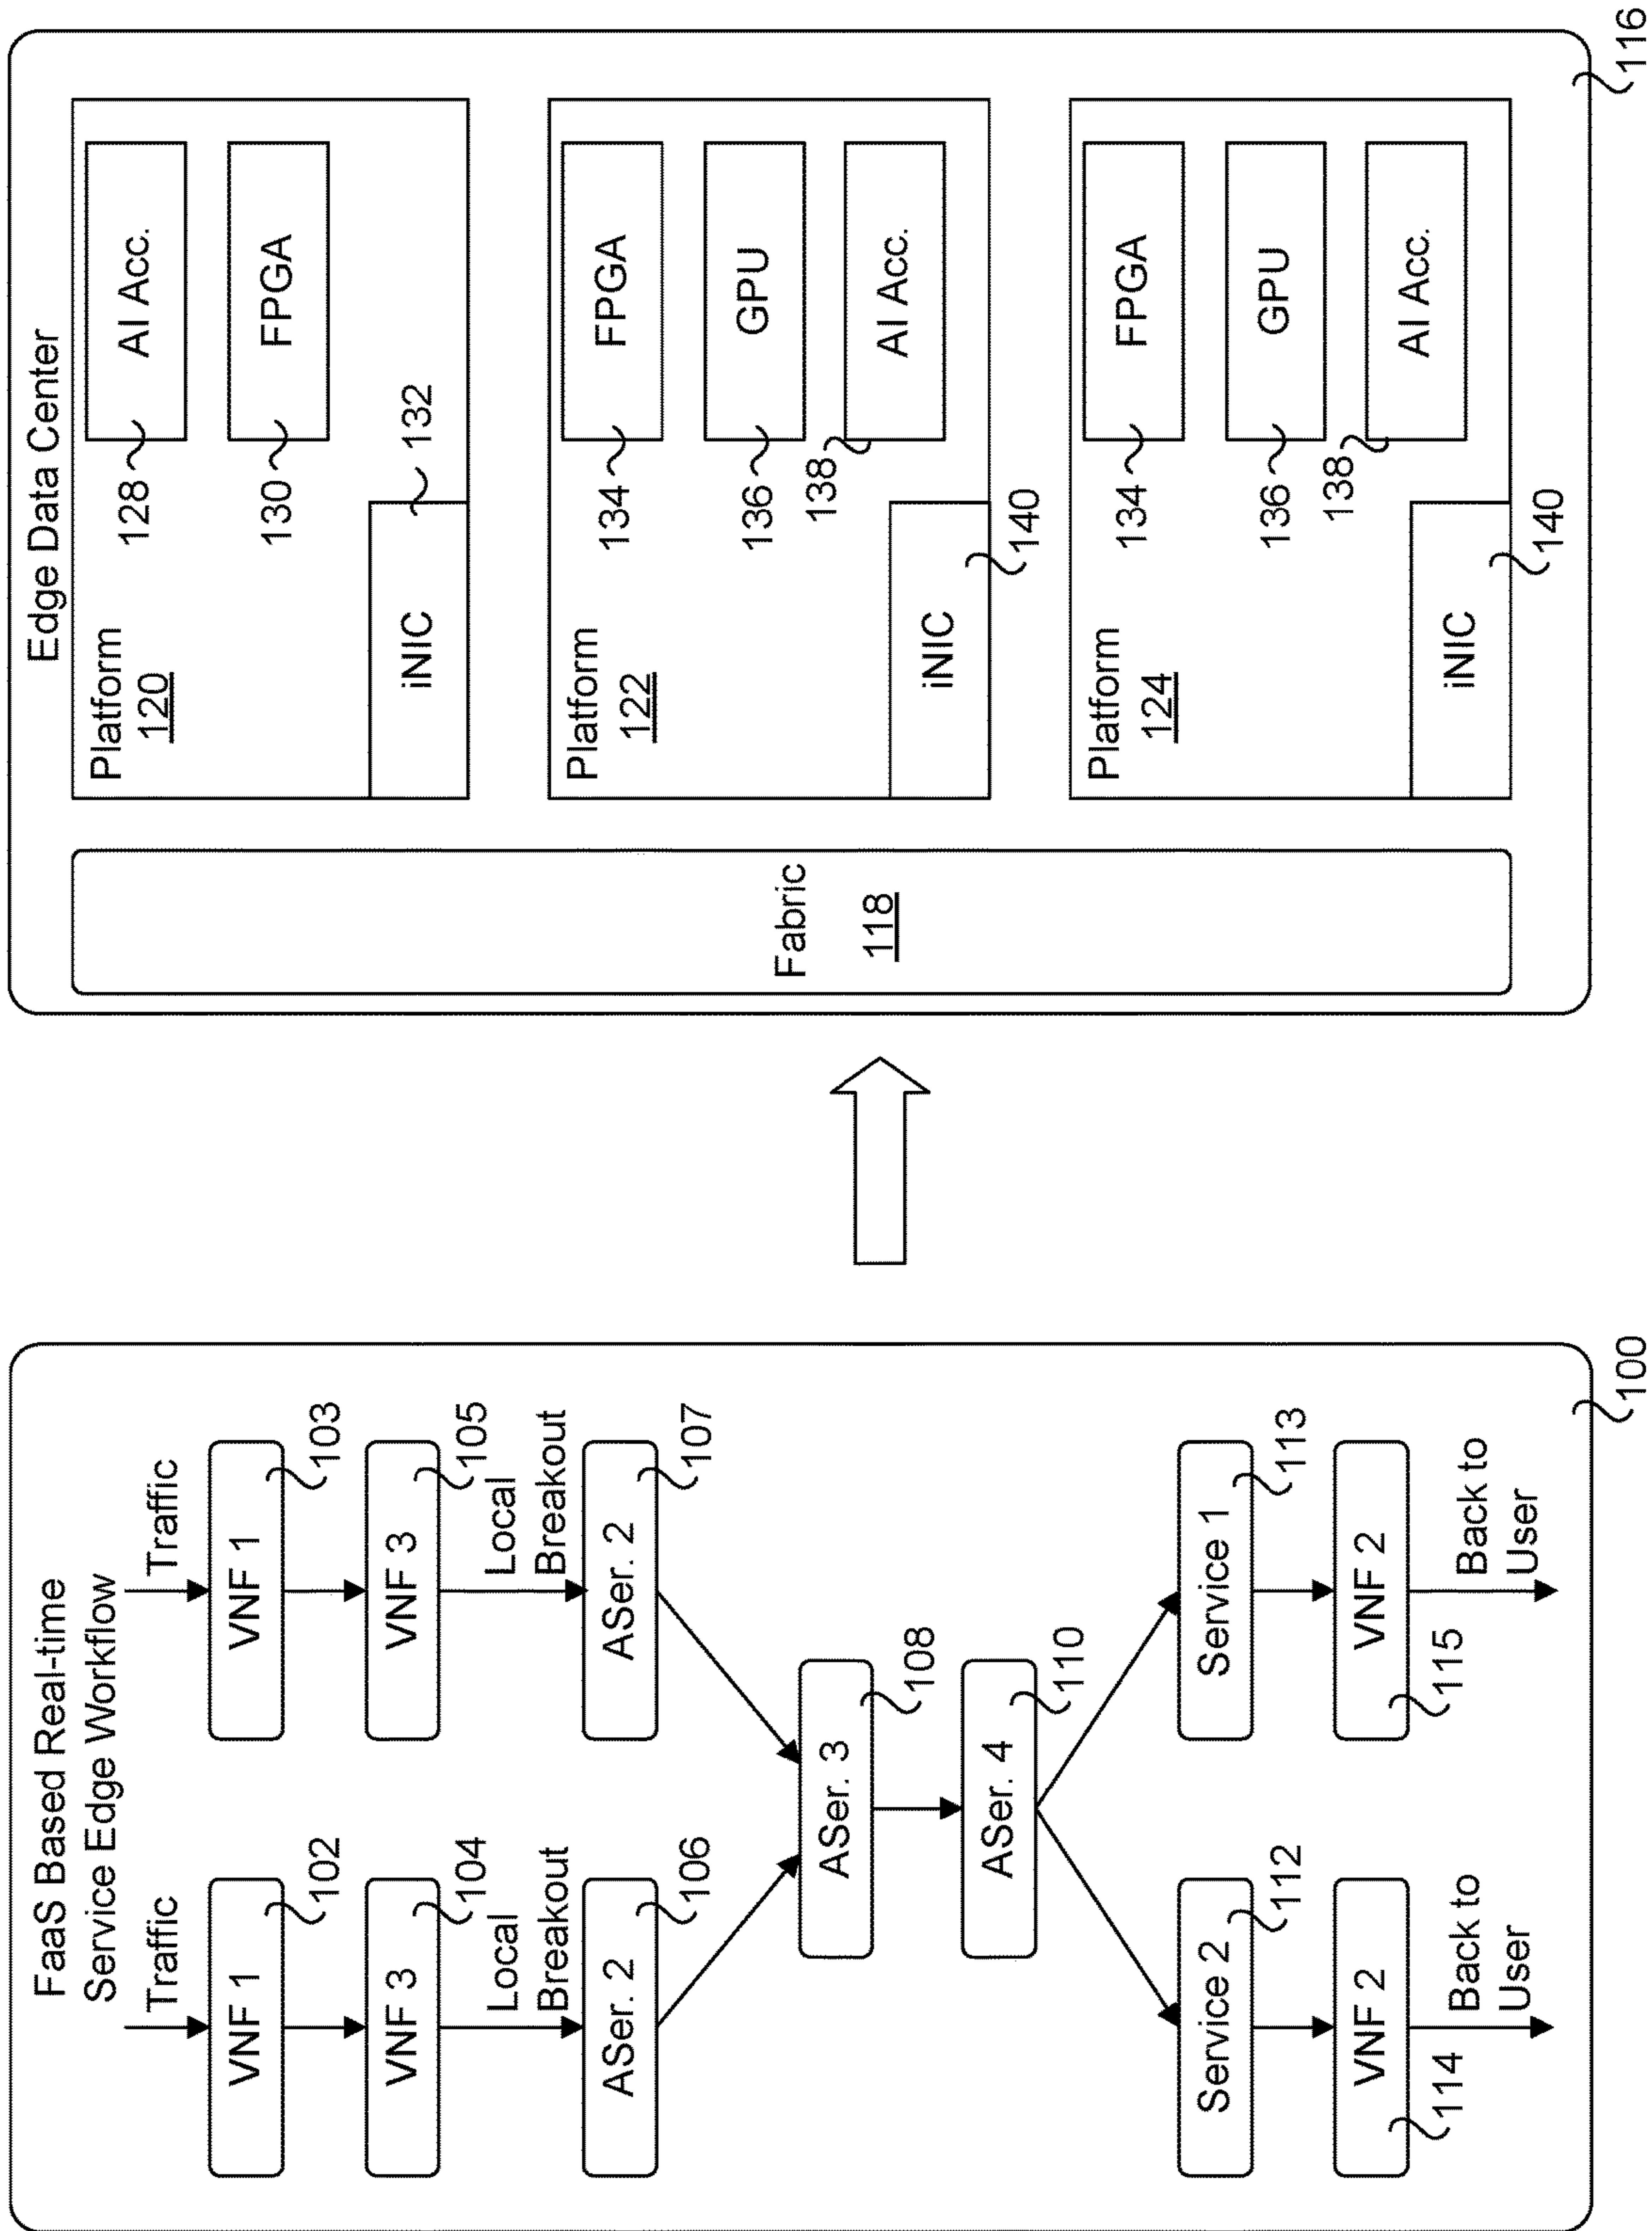 FaaS Based Real-time
Service Edge Workflow
Traffic
Traffic
VNF 1
102
VNF 1
103
VNF 3
104
VNF 3
105
Local
Breakout
Local
Breakout
ASer. 2
106
ASer. 2
107
ASer. 3
108
ASer. 4
110
Service 2
112
Service 1
113
VNF 2
114
VNF 2
115
Back to
User
Back to
User
100
Edge Data Center
Fabric
118
Platform
120
128
AI Acc.
130
FPGA
iNIC
132
Platform
122
134
FPGA
136
GPU
138
AI Acc.
iNIC
140
Platform
124
134
FPGA
136
GPU
138
AI Acc.
iNIC
140
116